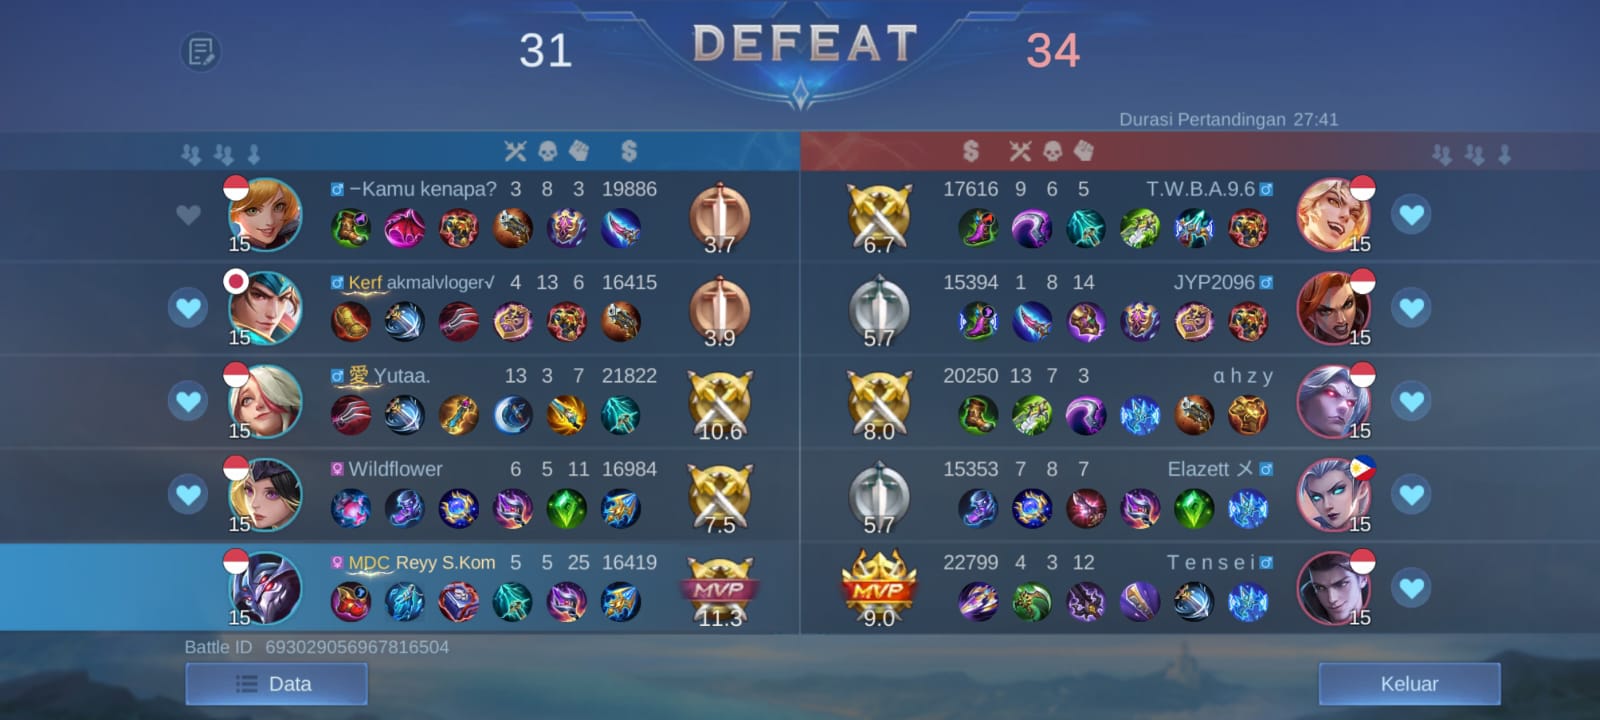 31 DEFEAT 34
Durasi Pertandingan 27:41
–Kamu kenapa? 3 8 3 19886
15 3.7
17616 9 6 5 T.W.B.A.9.6
6.7 15
Kerf akmalvloger√ 4 13 6 16415
15 3.9
15394 1 8 14 JYP2096
5.7 15
愛 Yutaa. 13 3 7 21822
15 10.6
20250 13 7 3 α h z y
8.0 15
Wildflower 6 5 11 16984
15 7.5
15353 7 8 7 Elazett 〤
5.7 15
MDC Reyy S.Kom 5 5 25 16419
15 MVP 11.3
22799 4 3 12 T e n s e i
MVP 9.0 15
Battle ID 693029056967816504
Data
Keluar